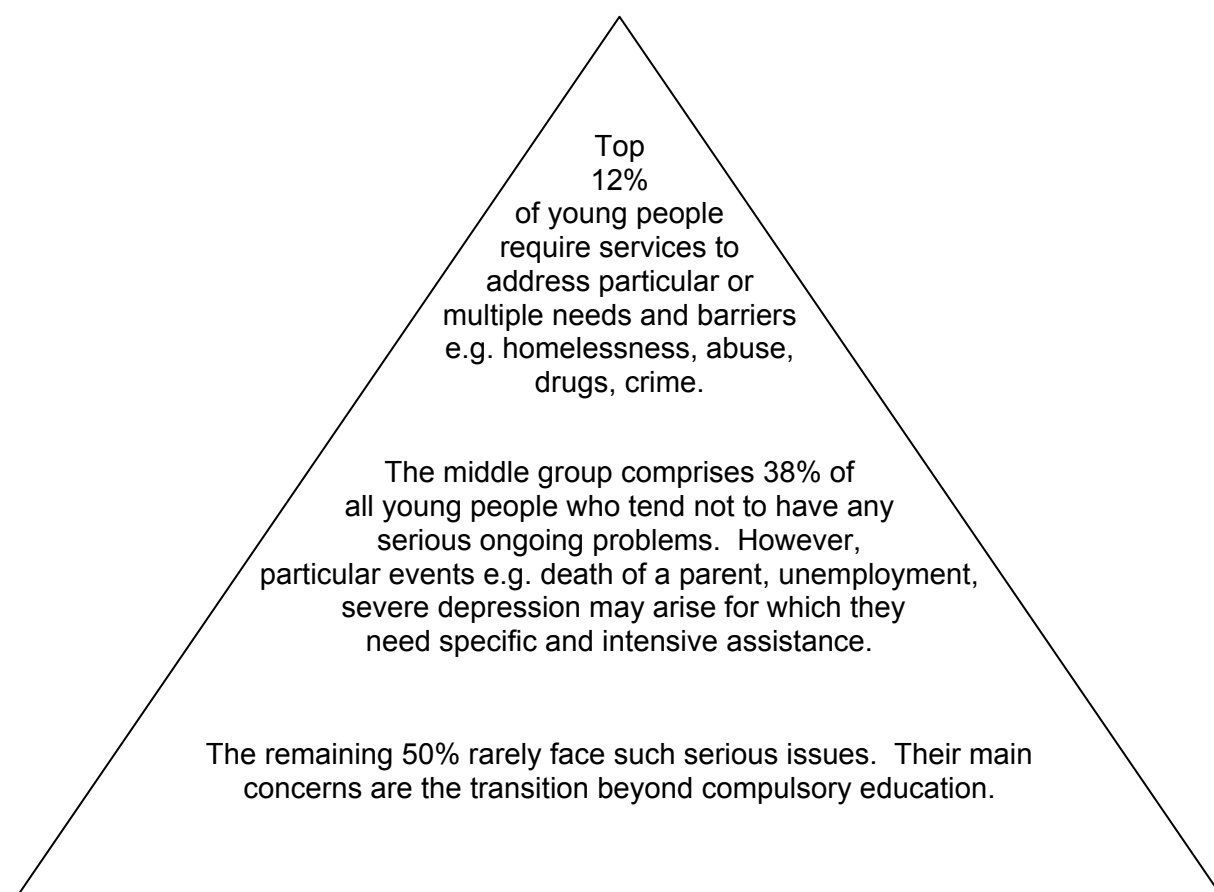 Top
12%
of young people
require services to
address particular or
multiple needs and barriers
e.g. homelessness, abuse,
drugs, crime.
The middle group comprises 38% of
all young people who tend not to have any
serious ongoing problems.  However,
particular events e.g. death of a parent, unemployment,
severe depression may arise for which they
need specific and intensive assistance.
The remaining 50% rarely face such serious issues.  Their main
concerns are the transition beyond compulsory education.